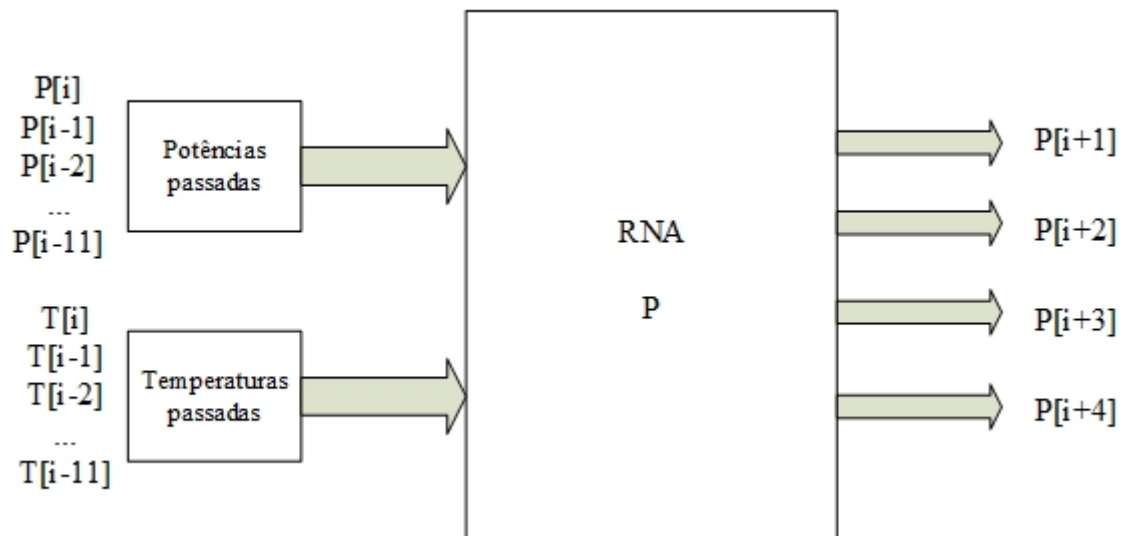 P[i]
P[i-1]
P[i-2]
...
P[i-11]
Potências
passadas
T[i]
T[i-1]
T[i-2]
...
T[i-11]
Temperaturas
passadas
RNA
P
P[i+1]
P[i+2]
P[i+3]
P[i+4]